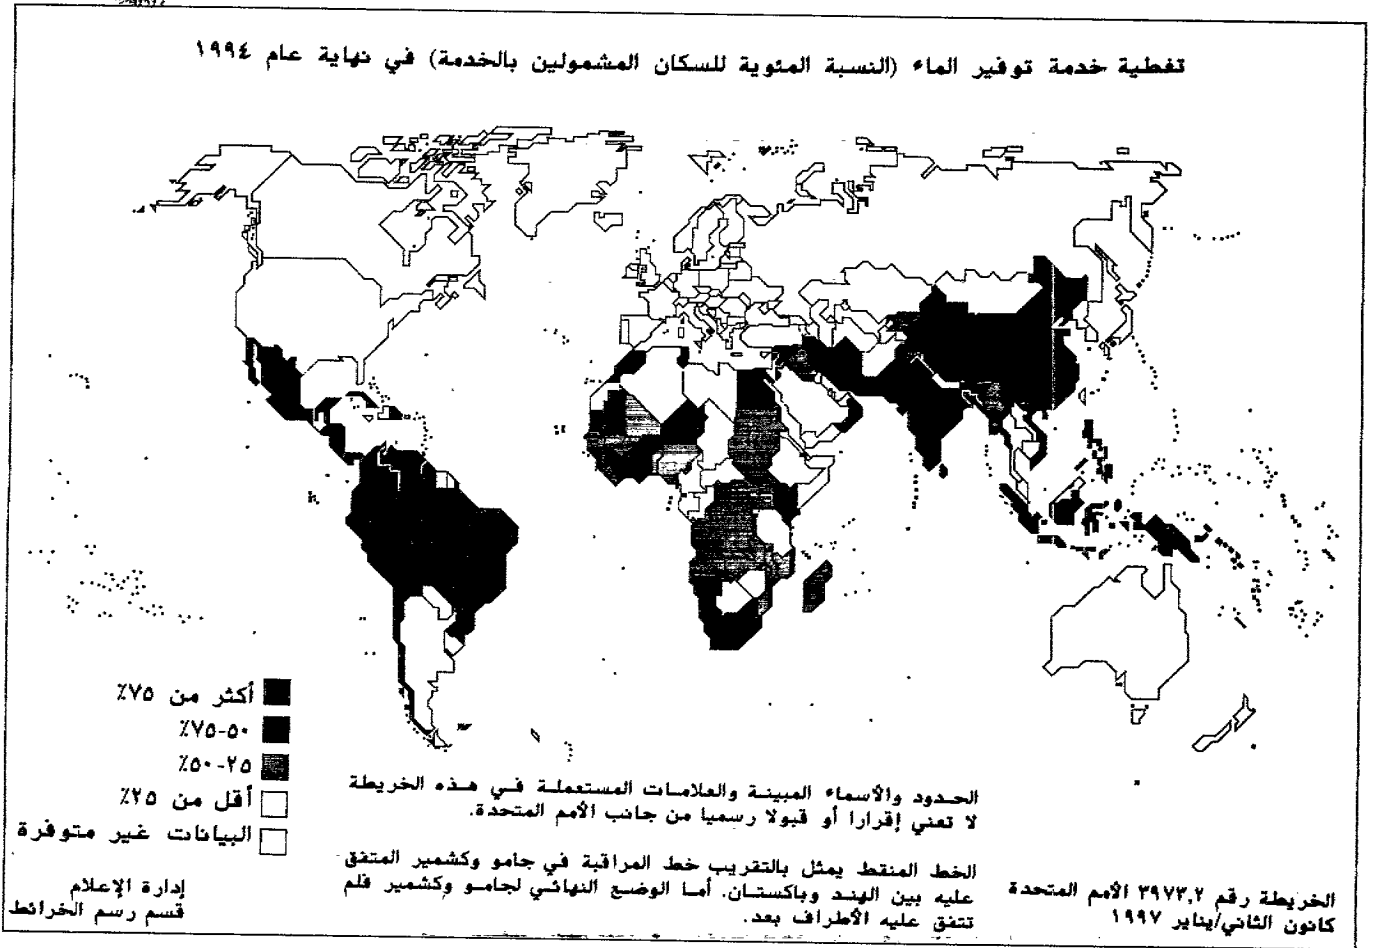 تغطية خدمة توفير الماء (النسبة المئوية للسكان المشمولين بالخدمة) في نهاية عام ١٩٩٤
أكثر من ٧٥٪
٥٠-٧٥٪
٢٥-٥٠٪
أقل من ٢٥٪
البيانات غير متوفرة
إدارة الإعلام
قسم رسم الخرائط
الحدود والأسماء المبينة والعلامات المستعملة في هذه الخريطة
لا تعني إقرارا أو قبولا رسميا من جانب الأمم المتحدة.
الخط المنقط يمثل بالتقريب خط المراقبة في جامو وكشمير المتفق
عليه بين الهند وباكستان. أما الوضع النهائي لجامو وكشمير فلم
تتفق عليه الأطراف بعد.
الخريطة رقم ٣٩٧٣,٢ الأمم المتحدة
كانون الثاني/يناير ١٩٩٧